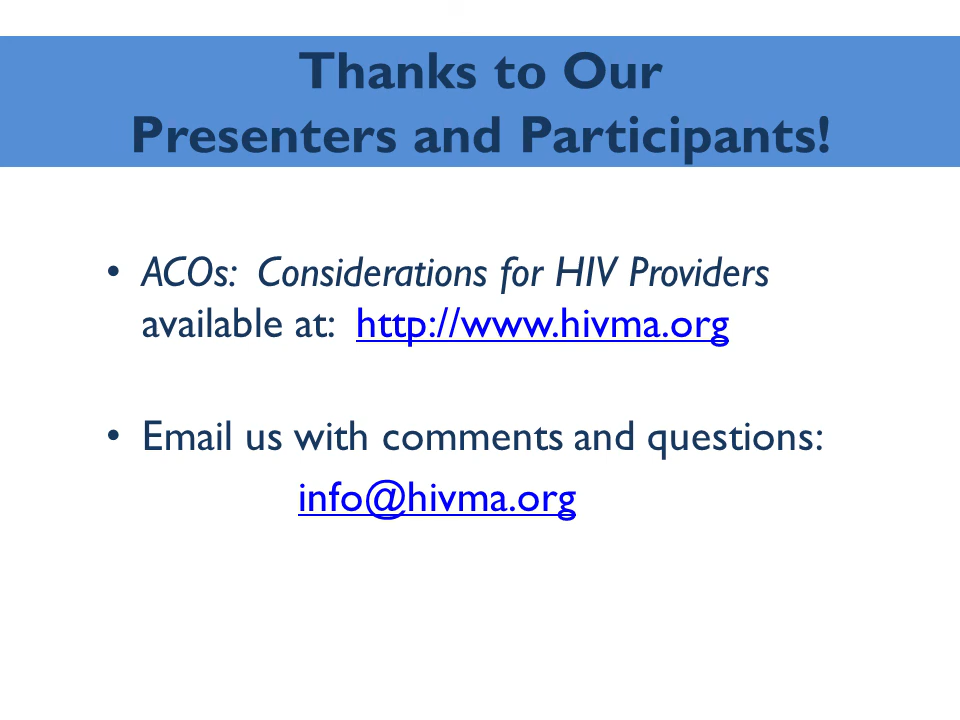 Thanks to Our
Presenters and Participants!
• ACOs: Considerations for HIV Providers
available at: http://www.hivma.org
• Email us with comments and questions:
info@hivma.org